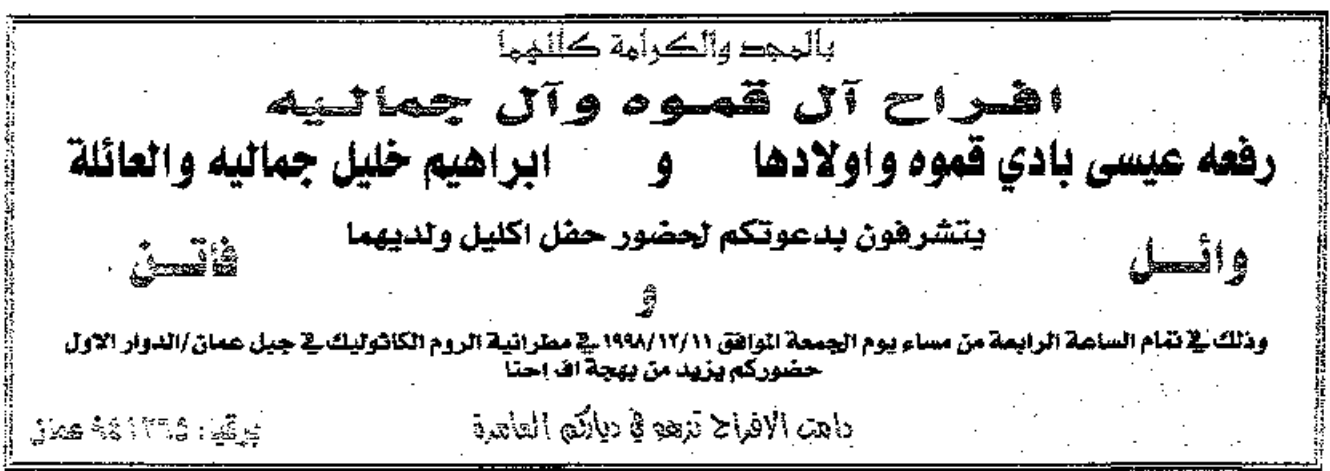 بالمجد والكرامة كللهما
افراح آل قموه وآل جماليه
رفعه عيسى بادي قموه واولادها و ابراهيم خليل جماليه والعائلة
يتشرفون بدعوتكم لحضور حفل اكليل ولديهما
وائل و فاتن
وذلك في تمام الساعة الرابعة من مساء يوم الجمعة الموافق ١٩٩٨/١٢/١١ في مطرانية الروم الكاثوليك في جبل عمان/الدوار الاول
حضوركم يزيد من بهجة افراحنا
دامت الافراح تزهو في دياركم العامرة
برقيا: عمان